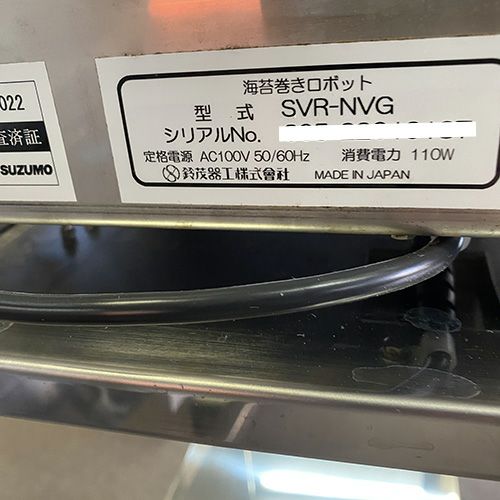 022
査済証
SUZUMO
海苔巻きロボット
型 式 SVR-NVG
シリアルNo.
定格電源 AC100V 50/60Hz 消費電力 110W
鈴茂器工株式會社 MADE IN JAPAN